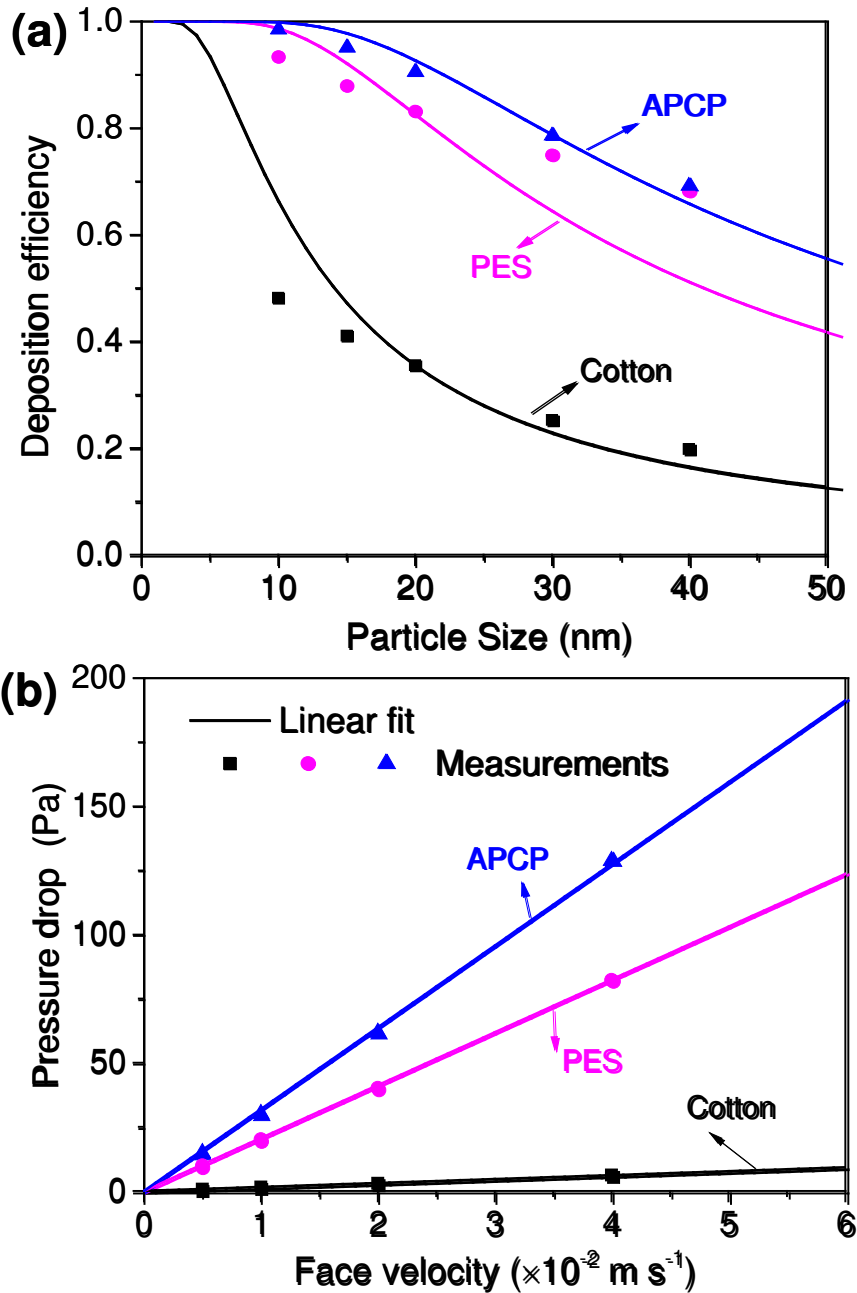 (a)
1.0
0.8
0.6
0.4
0.2
0.0
Deposition efficiency
APCP
PES
Cotton
0 10 20 30 40 50
Particle Size (nm)
(b)
200
150
100
50
0
Pressure drop (Pa)
Linear fit
Measurements
APCP
PES
Cotton
0 1 2 3 4 5 6
Face velocity (×10⁻² m s⁻¹)